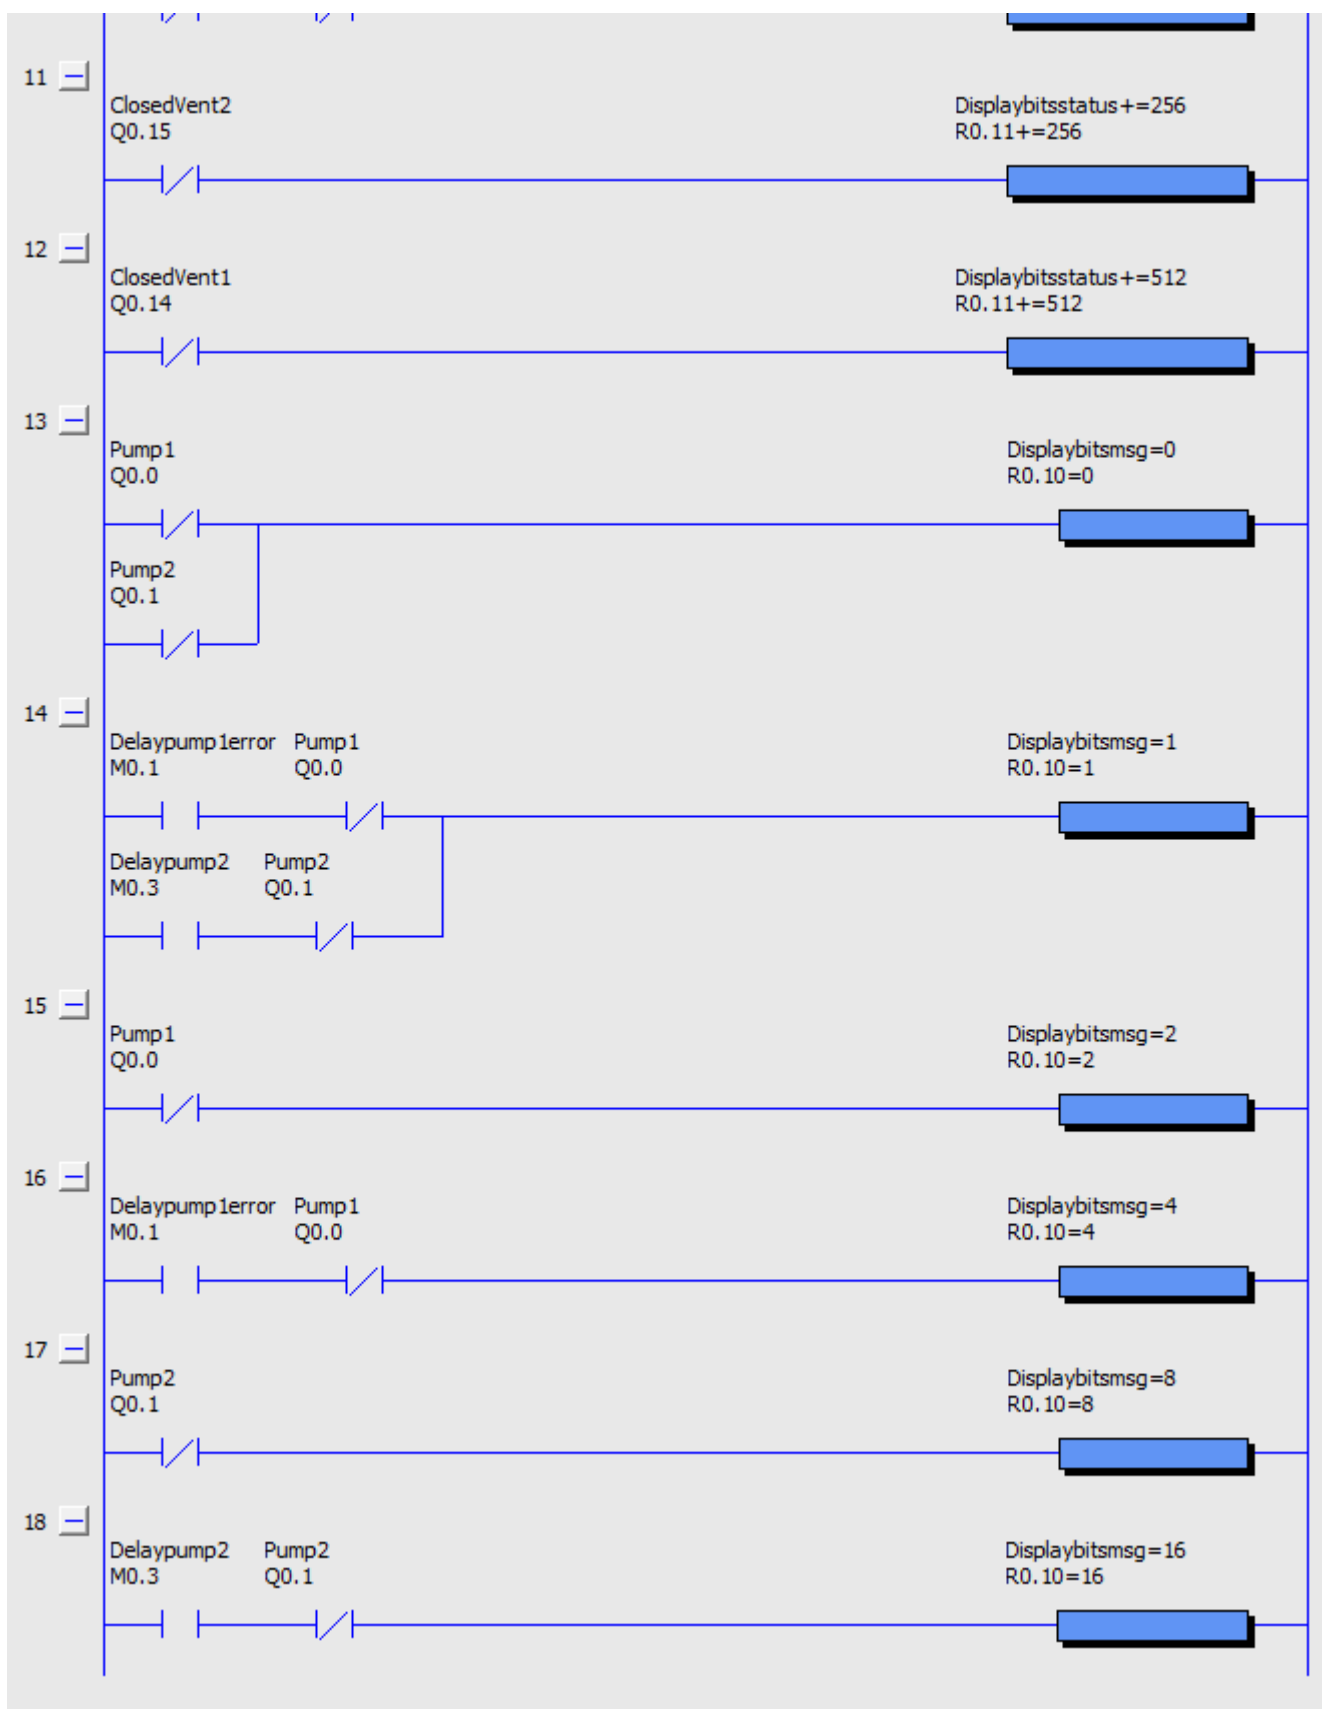 11
ClosedVent2
Q0.15
Displaybitsstatus+=256
R0.11+=256
12
ClosedVent1
Q0.14
Displaybitsstatus+=512
R0.11+=512
13
Pump1
Q0.0
Displaybitsmsg=0
R0.10=0
Pump2
Q0.1
14
Delaypump1error Pump1
M0.1 Q0.0
Displaybitsmsg=1
R0.10=1
Delaypump2 Pump2
M0.3 Q0.1
15
Pump1
Q0.0
Displaybitsmsg=2
R0.10=2
16
Delaypump1error Pump1
M0.1 Q0.0
Displaybitsmsg=4
R0.10=4
17
Pump2
Q0.1
Displaybitsmsg=8
R0.10=8
18
Delaypump2 Pump2
M0.3 Q0.1
Displaybitsmsg=16
R0.10=16